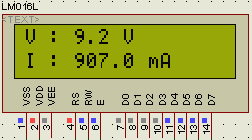 LM016L
<TEXT>
V : 9.2 V
I : 907.0 mA
VSS VDD VEE RS RW E D0 D1 D2 D3 D4 D5 D6 D7
1 2 3 4 5 6 7 8 9 10 11 12 13 14